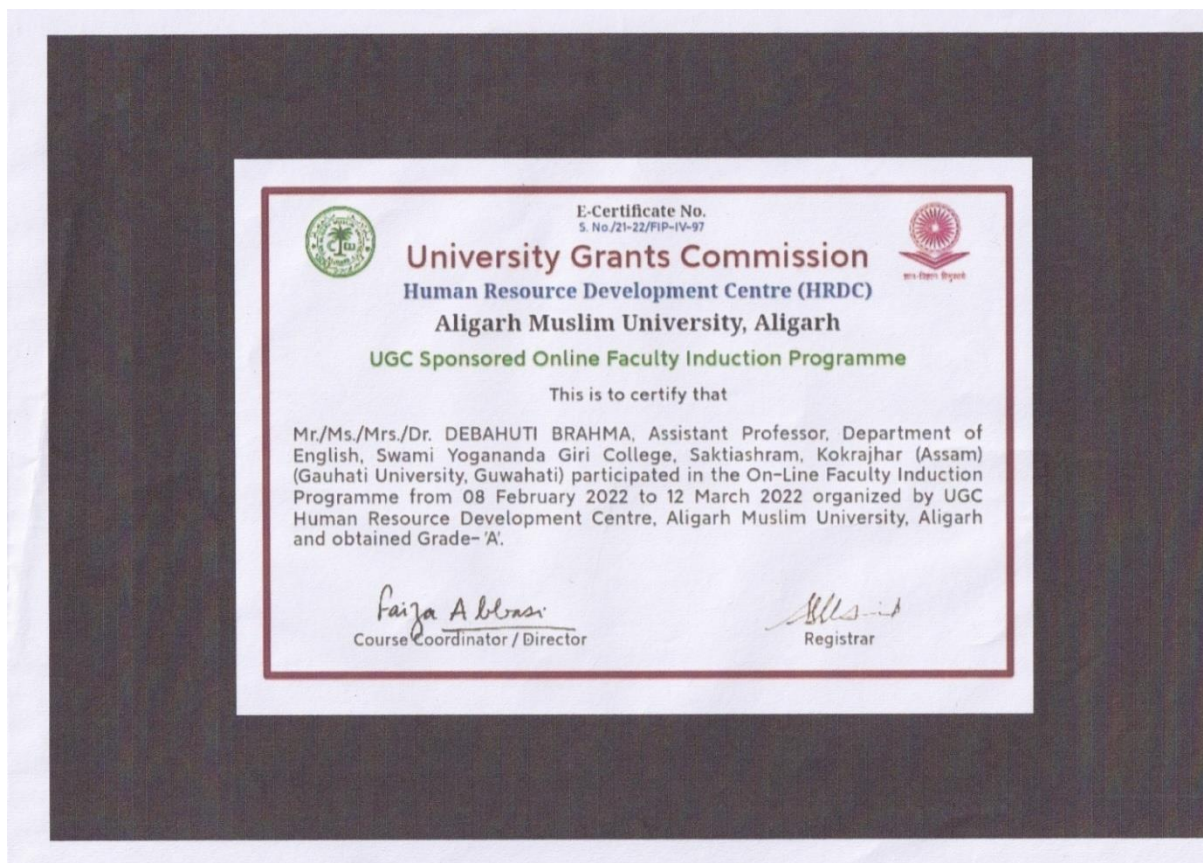 E-Certificate No.
S. No./21-22/FIP-IV-97
University Grants Commission
Human Resource Development Centre (HRDC)
Aligarh Muslim University, Aligarh
ज्ञान-विज्ञान विमुक्तये
UGC Sponsored Online Faculty Induction Programme
This is to certify that
Mr./Ms./Mrs./Dr. DEBAHUTI BRAHMA, Assistant Professor, Department of
English, Swami Yogananda Giri College, Saktiashram, Kokrajhar (Assam)
(Gauhati University, Guwahati) participated in the On-Line Faculty Induction
Programme from 08 February 2022 to 12 March 2022 organized by UGC
Human Resource Development Centre, Aligarh Muslim University, Aligarh
and obtained Grade- 'A'.
Faiza Abbasi
Course Coordinator / Director
Registrar